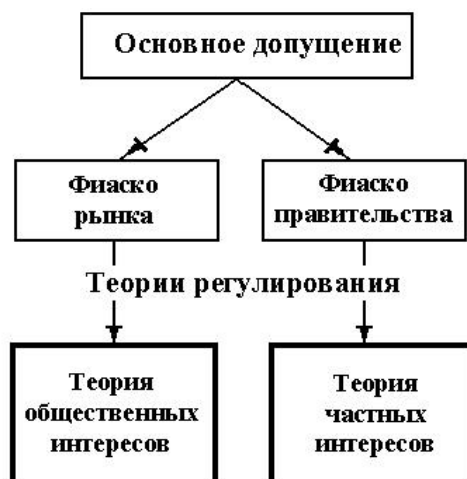 Основное допущение
Фиаско
рынка
Фиаско
правительства
Теории регулирования
Теория
общественных
интересов
Теория
частных
интересов